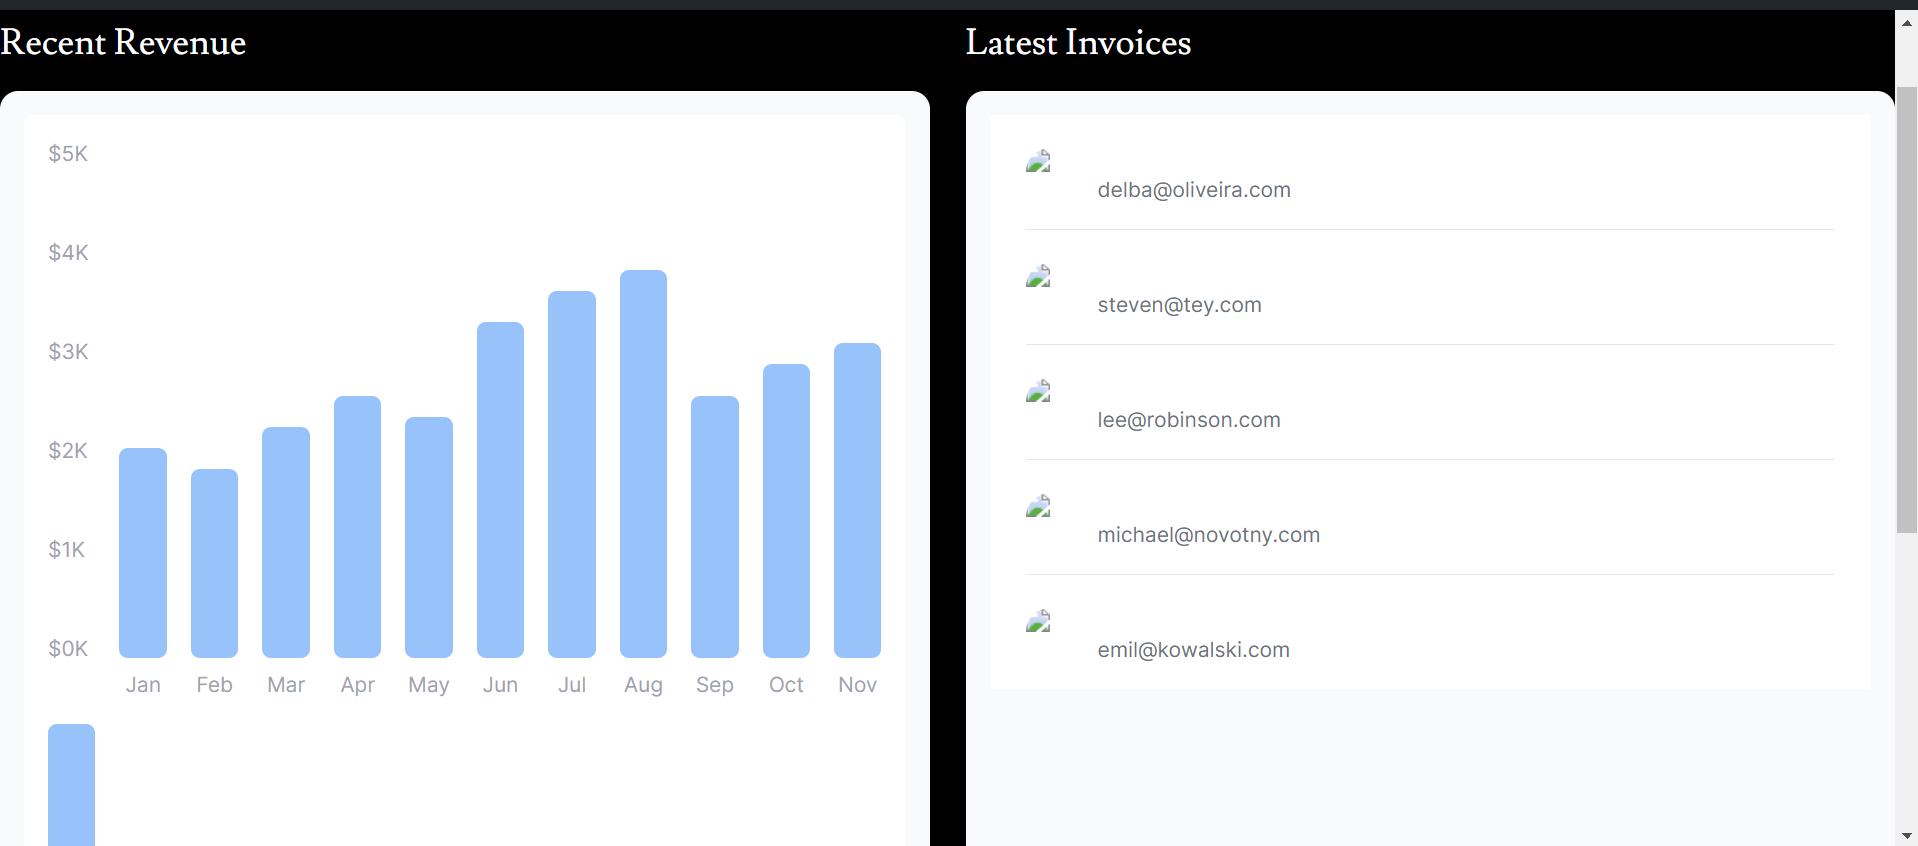 Recent Revenue
$5K
$4K
$3K
$2K
$1K
$0K
Jan Feb Mar Apr May Jun Jul Aug Sep Oct Nov
Latest Invoices
delba@oliveira.com
steven@tey.com
lee@robinson.com
michael@novotny.com
emil@kowalski.com